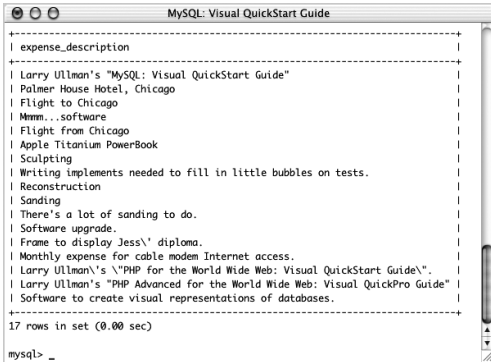 MySQL: Visual QuickStart Guide
+-----------------------------------------------------------------+
| expense_description |
+-----------------------------------------------------------------+
| Larry Ullman's "MySQL: Visual QuickStart Guide" |
| Palmer House Hotel, Chicago |
| Flight to Chicago |
| Mmmm...software |
| Flight from Chicago |
| Apple Titanium PowerBook |
| Sculpting |
| Writing implements needed to fill in little bubbles on tests. |
| Reconstruction |
| Sanding |
| There's a lot of sanding to do. |
| Software upgrade. |
| Frame to display Jess\' diploma. |
| Monthly expense for cable modem Internet access. |
| Larry Ullman\'s \"PHP for the World Wide Web: Visual QuickStart Guide\". |
| Larry Ullman's "PHP Advanced for the World Wide Web: Visual QuickPro Guide" |
| Software to create visual representations of databases. |
+-----------------------------------------------------------------+
17 rows in set (0.00 sec)
mysql> _